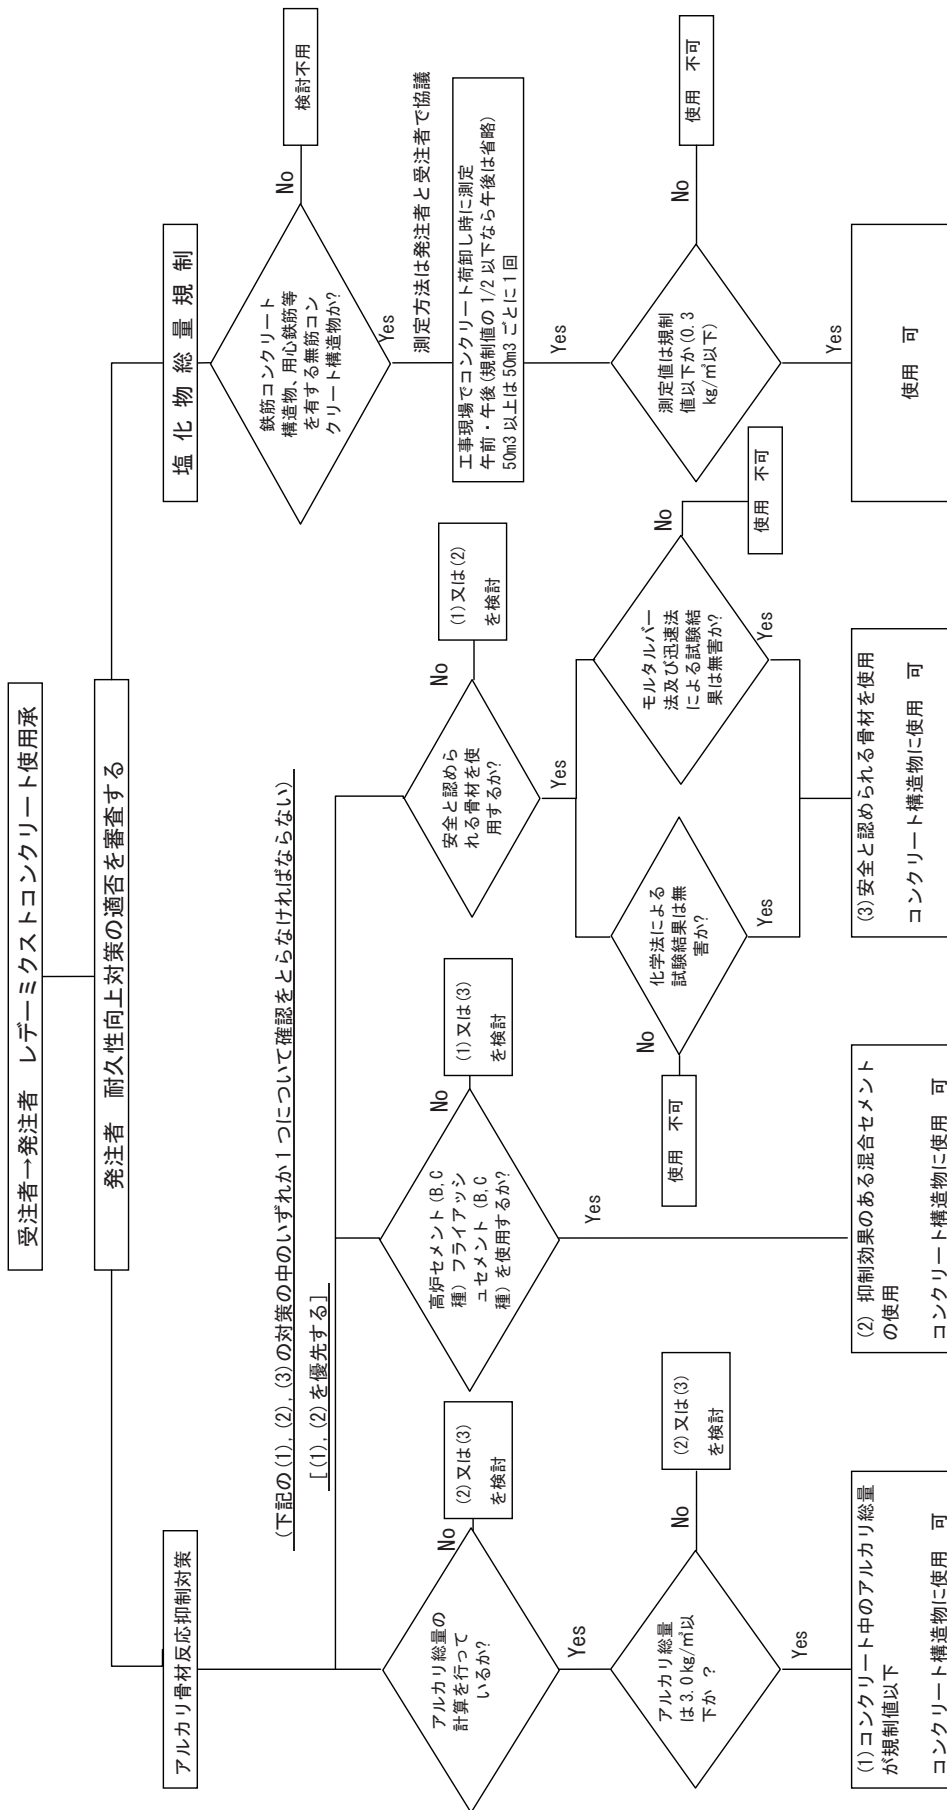 受注者→発注者　レデーミクストコンクリート使用承
発注者　耐久性向上対策の適否を審査する
アルカリ骨材反応抑制対策
塩 化 物 総 量 規 制
(下記の(1), (2), (3)の対策の中のいずれか１つについて確認をとらなければならない)
[(1), (2)を優先する]
アルカリ総量の
計算を行って
いるか?
No
(2)又は(3)
を検討
Yes
アルカリ総量
は3.0kg/m³以
下か ?
No
(2)又は(3)
を検討
Yes
(1)コンクリート中のアルカリ総量
が規制値以下
コンクリート構造物に使用　可
高炉セメント(B,C
種) フライアッシ
ュセメント (B,C
種) を使用するか?
No
(1)又は(3)
を検討
Yes
(2) 抑制効果のある混合セメント
の使用
コンクリート構造物に使用　可
安全と認めら
れる骨材を使
用するか?
No
(1)又は(2)
を検討
Yes
化学法による
試験結果は無
害か?
No
使用　不可
Yes
モルタルバー
法及び迅速法
による試験結
果は無害か?
No
使用　不可
Yes
(3)安全と認められる骨材を使用
コンクリート構造物に使用　可
鉄筋コンクリート
構造物、用心鉄筋等
を有する無筋コン
クリート構造物か?
No
検討不用
Yes
測定方法は発注者と受注者で協議
工事現場でコンクリート荷卸し時に測定
午前・午後(規制値の 1/2 以下なら午後は省略)
50m3 以上は 50m3 ごとに１回
Yes
測定値は規制
値以下か(0.3
kg/m³以下)
No
使用　不可
Yes
使用　可